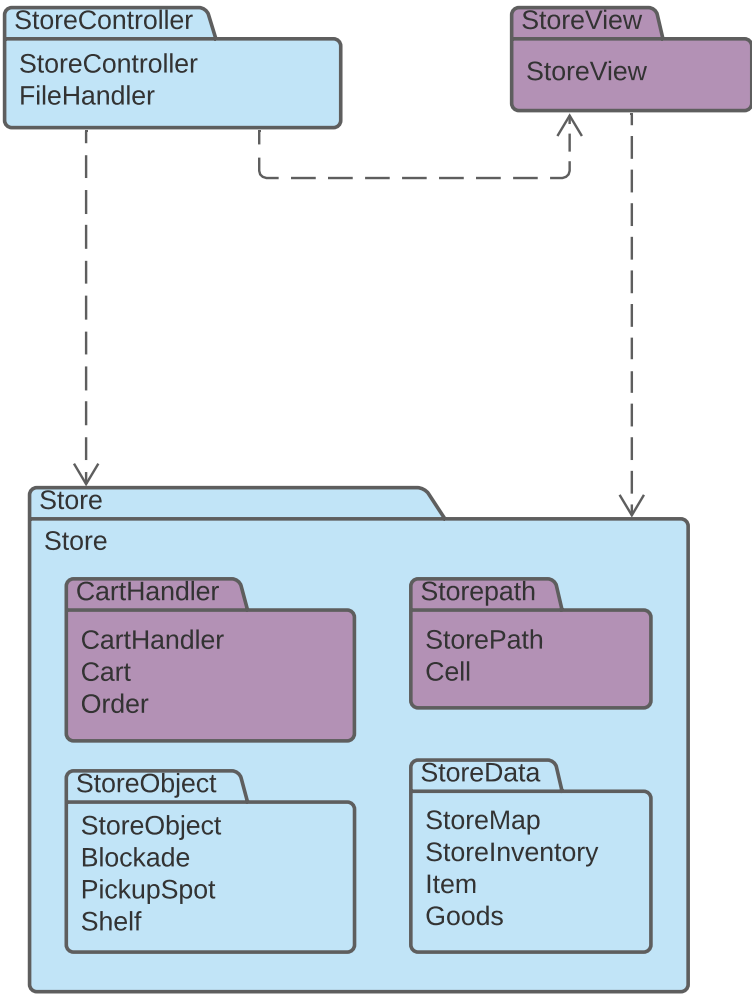 StoreController
StoreController
FileHandler
StoreView
StoreView
Store
Store
CartHandler
CartHandler
Cart
Order
Storepath
StorePath
Cell
StoreObject
StoreObject
Blockade
PickupSpot
Shelf
StoreData
StoreMap
StoreInventory
Item
Goods